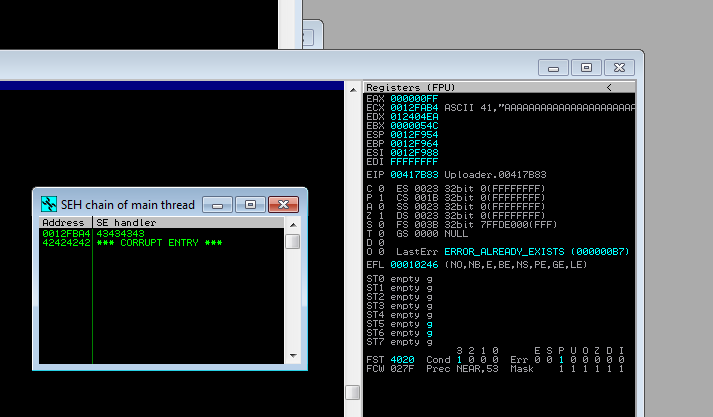 Registers (FPU) <
EAX 000000FF
ECX 0012FAB4 ASCII 41,"AAAAAAAAAAAAAAAAAAAAAAA
EDX 012404EA
EBX 0000054C
ESP 0012F954
EBP 0012F964
ESI 0012F988
EDI FFFFFFFF
EIP 00417B83 Uploader.00417B83
C 0 ES 0023 32bit 0(FFFFFFFF)
P 1 CS 001B 32bit 0(FFFFFFFF)
A 0 SS 0023 32bit 0(FFFFFFFF)
Z 1 DS 0023 32bit 0(FFFFFFFF)
S 0 FS 003B 32bit 7FFDE000(FFF)
T 0 GS 0000 NULL
D 0
O 0 LastErr ERROR_ALREADY_EXISTS (000000B7)
EFL 00010246 (NO,NB,E,BE,NS,PE,GE,LE)
ST0 empty g
ST1 empty g
ST2 empty g
ST3 empty g
ST4 empty g
ST5 empty g
ST6 empty g
ST7 empty g
3 2 1 0 E S P U O Z D I
FST 4020 Cond 1 0 0 0 Err 0 0 1 0 0 0 0 0
FCW 027F Prec NEAR,53 Mask 1 1 1 1 1 1
SEH chain of main thread
Address SE handler
0012FBA4 43434343
42424242 *** CORRUPT ENTRY ***